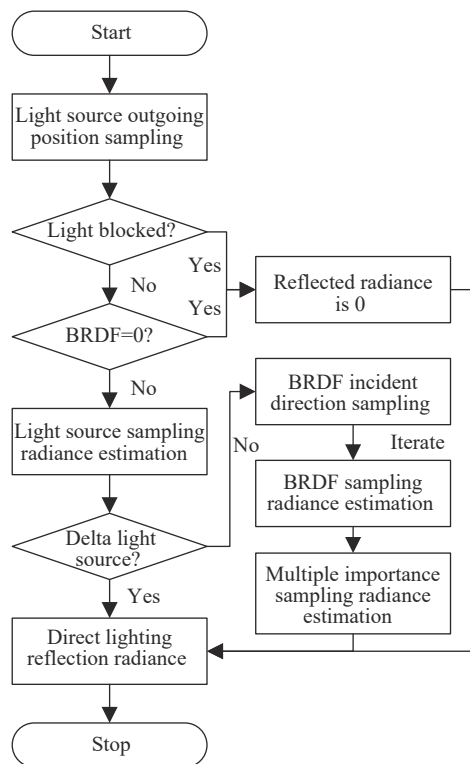 Start
Light source outgoing
position sampling
Light blocked?
Yes
No
Yes
Reflected radiance
is 0
BRDF=0?
No
BRDF incident
direction sampling
Light source sampling
radiance estimation
No
Iterate
BRDF sampling
radiance estimation
Delta light
source?
Yes
Multiple importance
sampling radiance
estimation
Direct lighting
reflection radiance
Stop